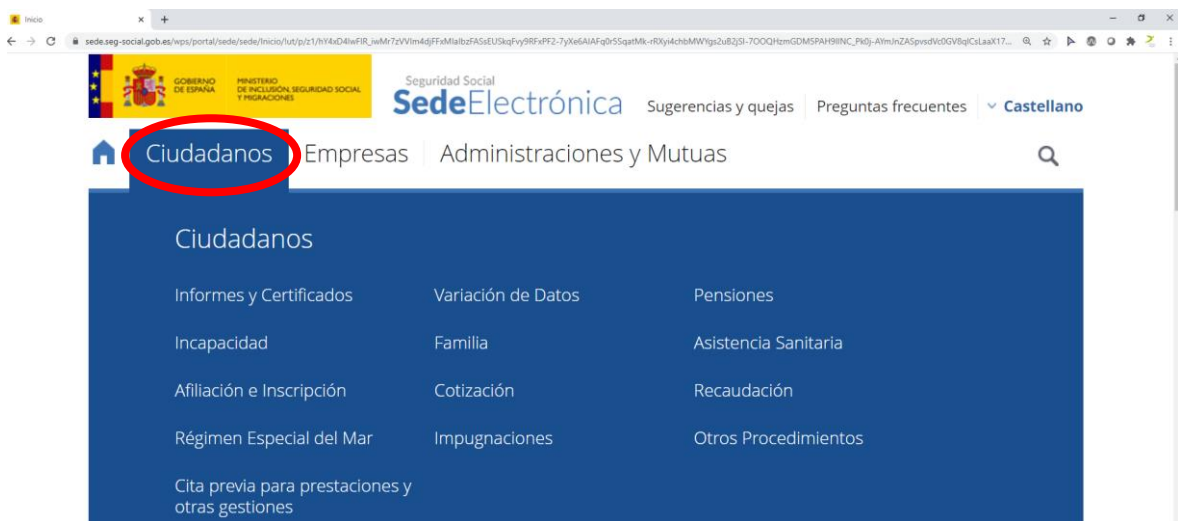 Inicio
sede.seg-social.gob.es/wps/portal/sede/sede/Inicio/lut/p/z1/
GOBIERNO DE ESPAÑA
MINISTERIO DE INCLUSIÓN, SEGURIDAD SOCIAL Y MIGRACIONES
Seguridad Social
SedeElectrónica
Sugerencias y quejas
Preguntas frecuentes
Castellano
Ciudadanos
Empresas
Administraciones y Mutuas
Ciudadanos
Informes y Certificados
Variación de Datos
Pensiones
Incapacidad
Familia
Asistencia Sanitaria
Afiliación e Inscripción
Cotización
Recaudación
Régimen Especial del Mar
Impugnaciones
Otros Procedimientos
Cita previa para prestaciones y
otras gestiones